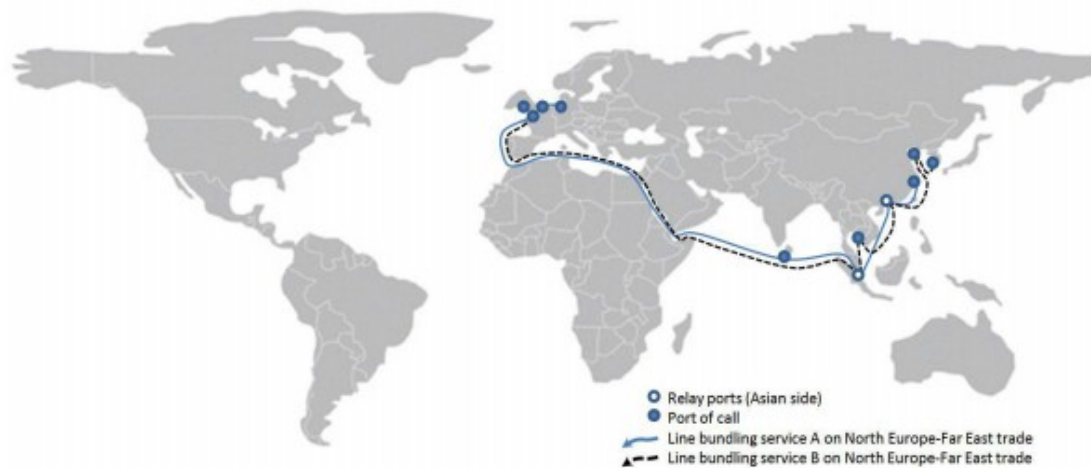 Relay ports (Asian side)
Port of call
Line bundling service A on North Europe-Far East trade
Line bundling service B on North Europe-Far East trade